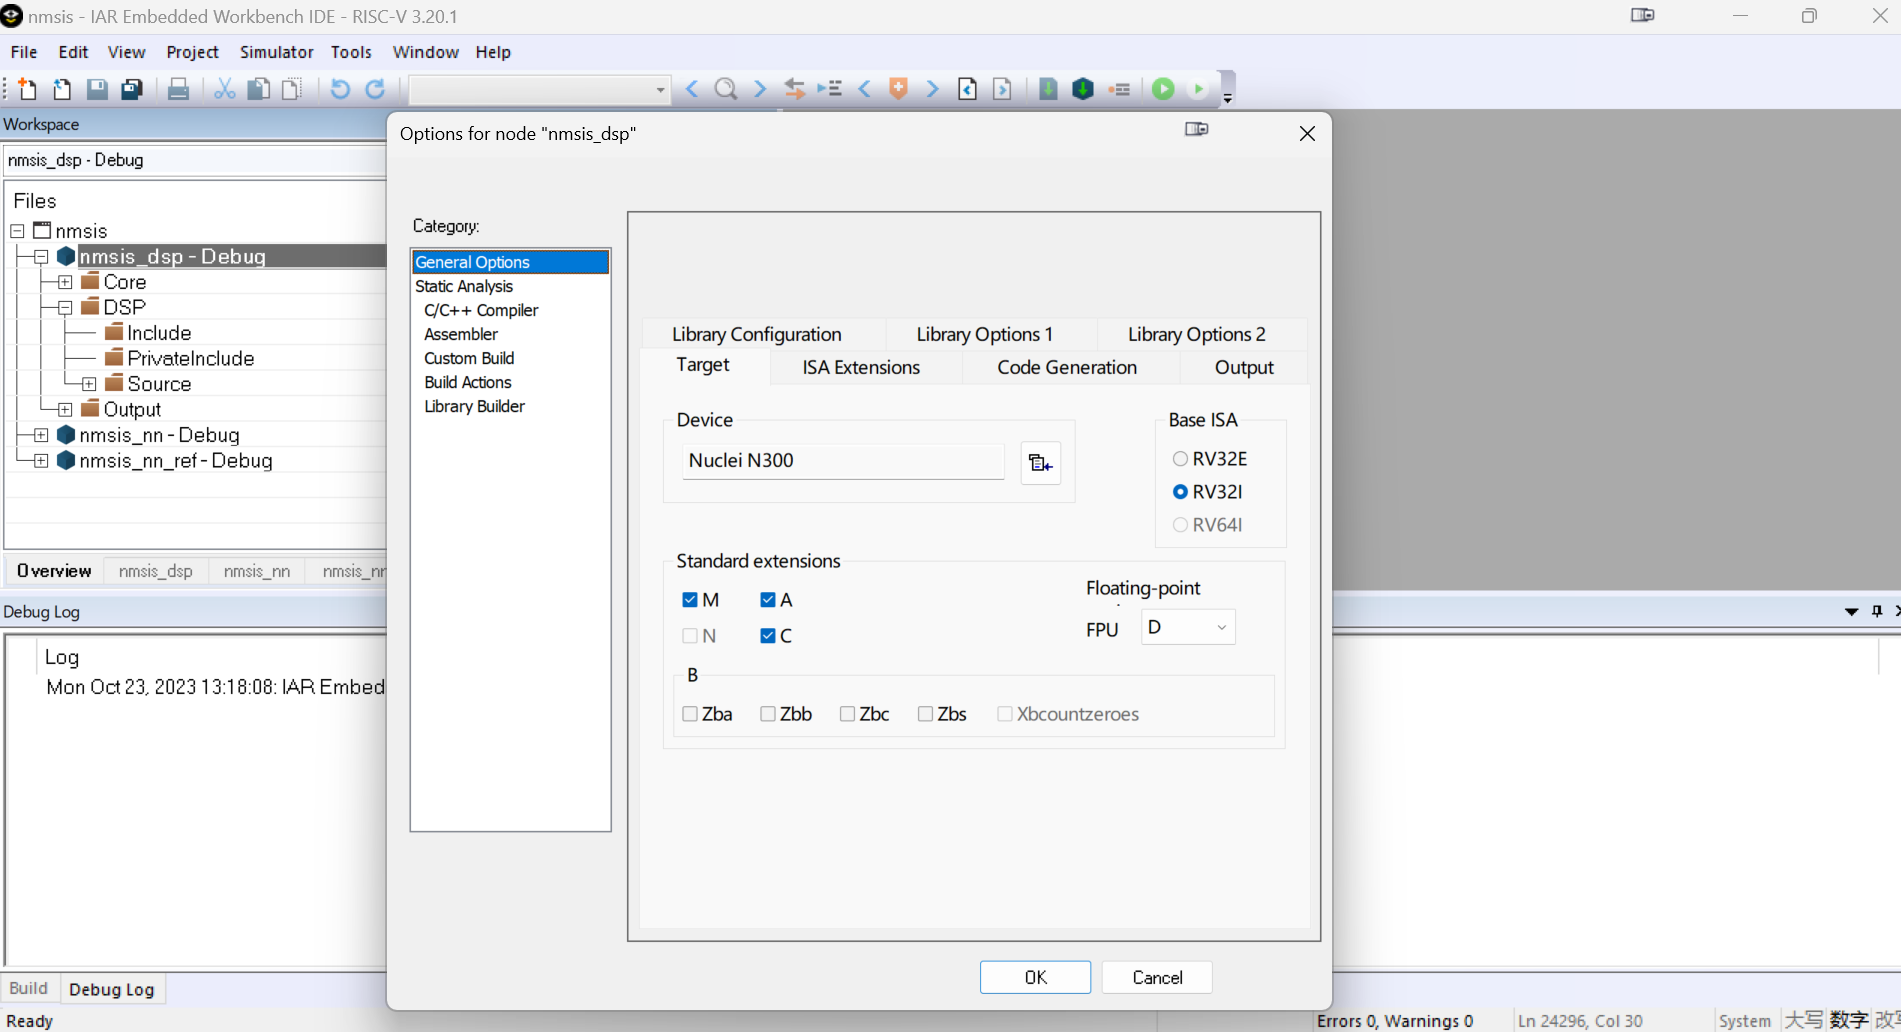 nmsis - IAR Embedded Workbench IDE - RISC-V 3.20.1
File Edit View Project Simulator Tools Window Help
Workspace
nmsis_dsp - Debug
Files
nmsis
nmsis_dsp - Debug
Core
DSP
Include
PrivateInclude
Source
Output
nmsis_nn - Debug
nmsis_nn_ref - Debug
Overview nmsis_dsp nmsis_nn nmsis_nn
Debug Log
Log
Mon Oct 23, 2023 13:18:08: IAR Embed
Build Debug Log
Ready
Options for node "nmsis_dsp"
Category:
General Options
Static Analysis
C/C++ Compiler
Assembler
Custom Build
Build Actions
Library Builder
Library Configuration Library Options 1 Library Options 2
Target ISA Extensions Code Generation Output
Device
Nuclei N300
Base ISA
RV32E
RV32I
RV64I
Standard extensions
M A
N C
Floating-point
FPU D
B
Zba Zbb Zbc Zbs Xbcountzeroes
OK Cancel
Errors 0, Warnings 0 Ln 24296, Col 30 System 大写 数字 改